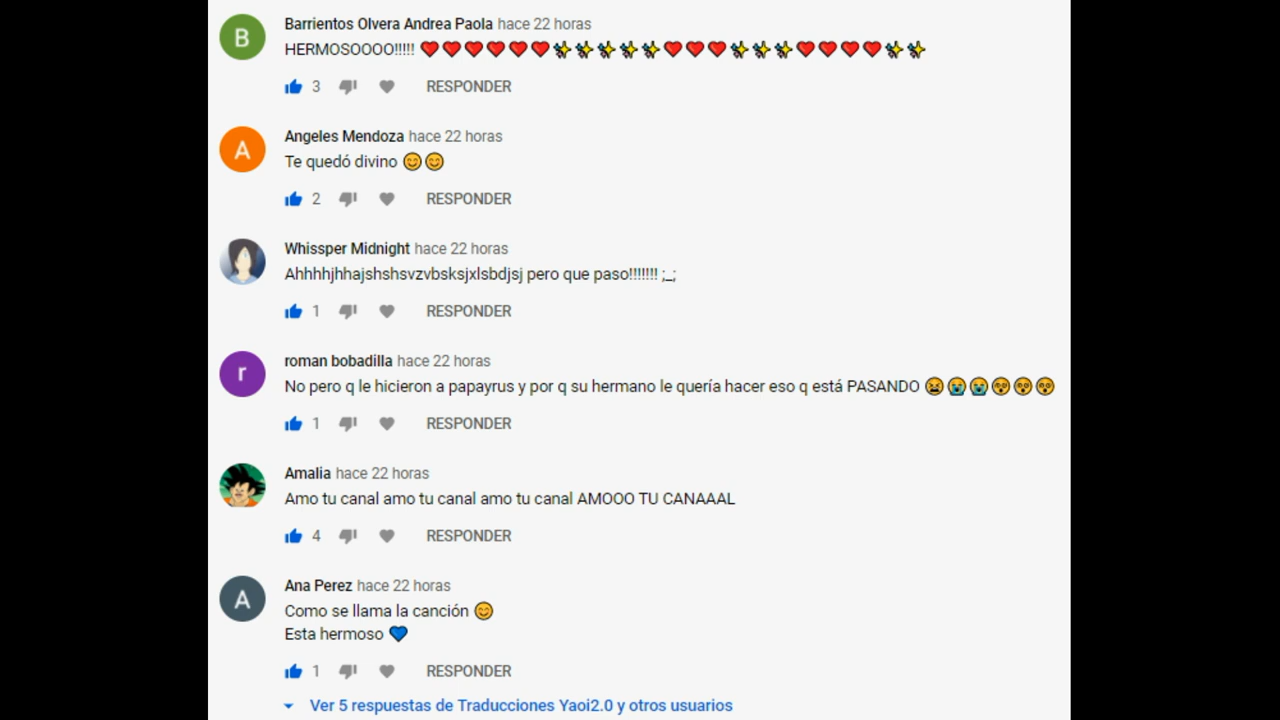 B
Barrientos Olvera Andrea Paola hace 22 horas
HERMOSOOOO!!!!! ❤❤❤❤❤❤✨✨✨✨✨❤❤❤✨✨✨❤❤❤❤✨✨
3 RESPONDER
A
Angeles Mendoza hace 22 horas
Te quedó divino 😊😊
2 RESPONDER
Whissper Midnight hace 22 horas
Ahhhhjhhajshshsvzvbsksjxlsbdjsj pero que paso!!!!!!! ;_;
1 RESPONDER
r
roman bobadilla hace 22 horas
No pero q le hicieron a papayrus y por q su hermano le quería hacer eso q está PASANDO 😫😭😭😲😲😲
1 RESPONDER
Amalia hace 22 horas
Amo tu canal amo tu canal amo tu canal AMOOO TU CANAAAL
4 RESPONDER
A
Ana Perez hace 22 horas
Como se llama la canción 😊
Esta hermoso 💙
1 RESPONDER
Ver 5 respuestas de Traducciones Yaoi2.0 y otros usuarios